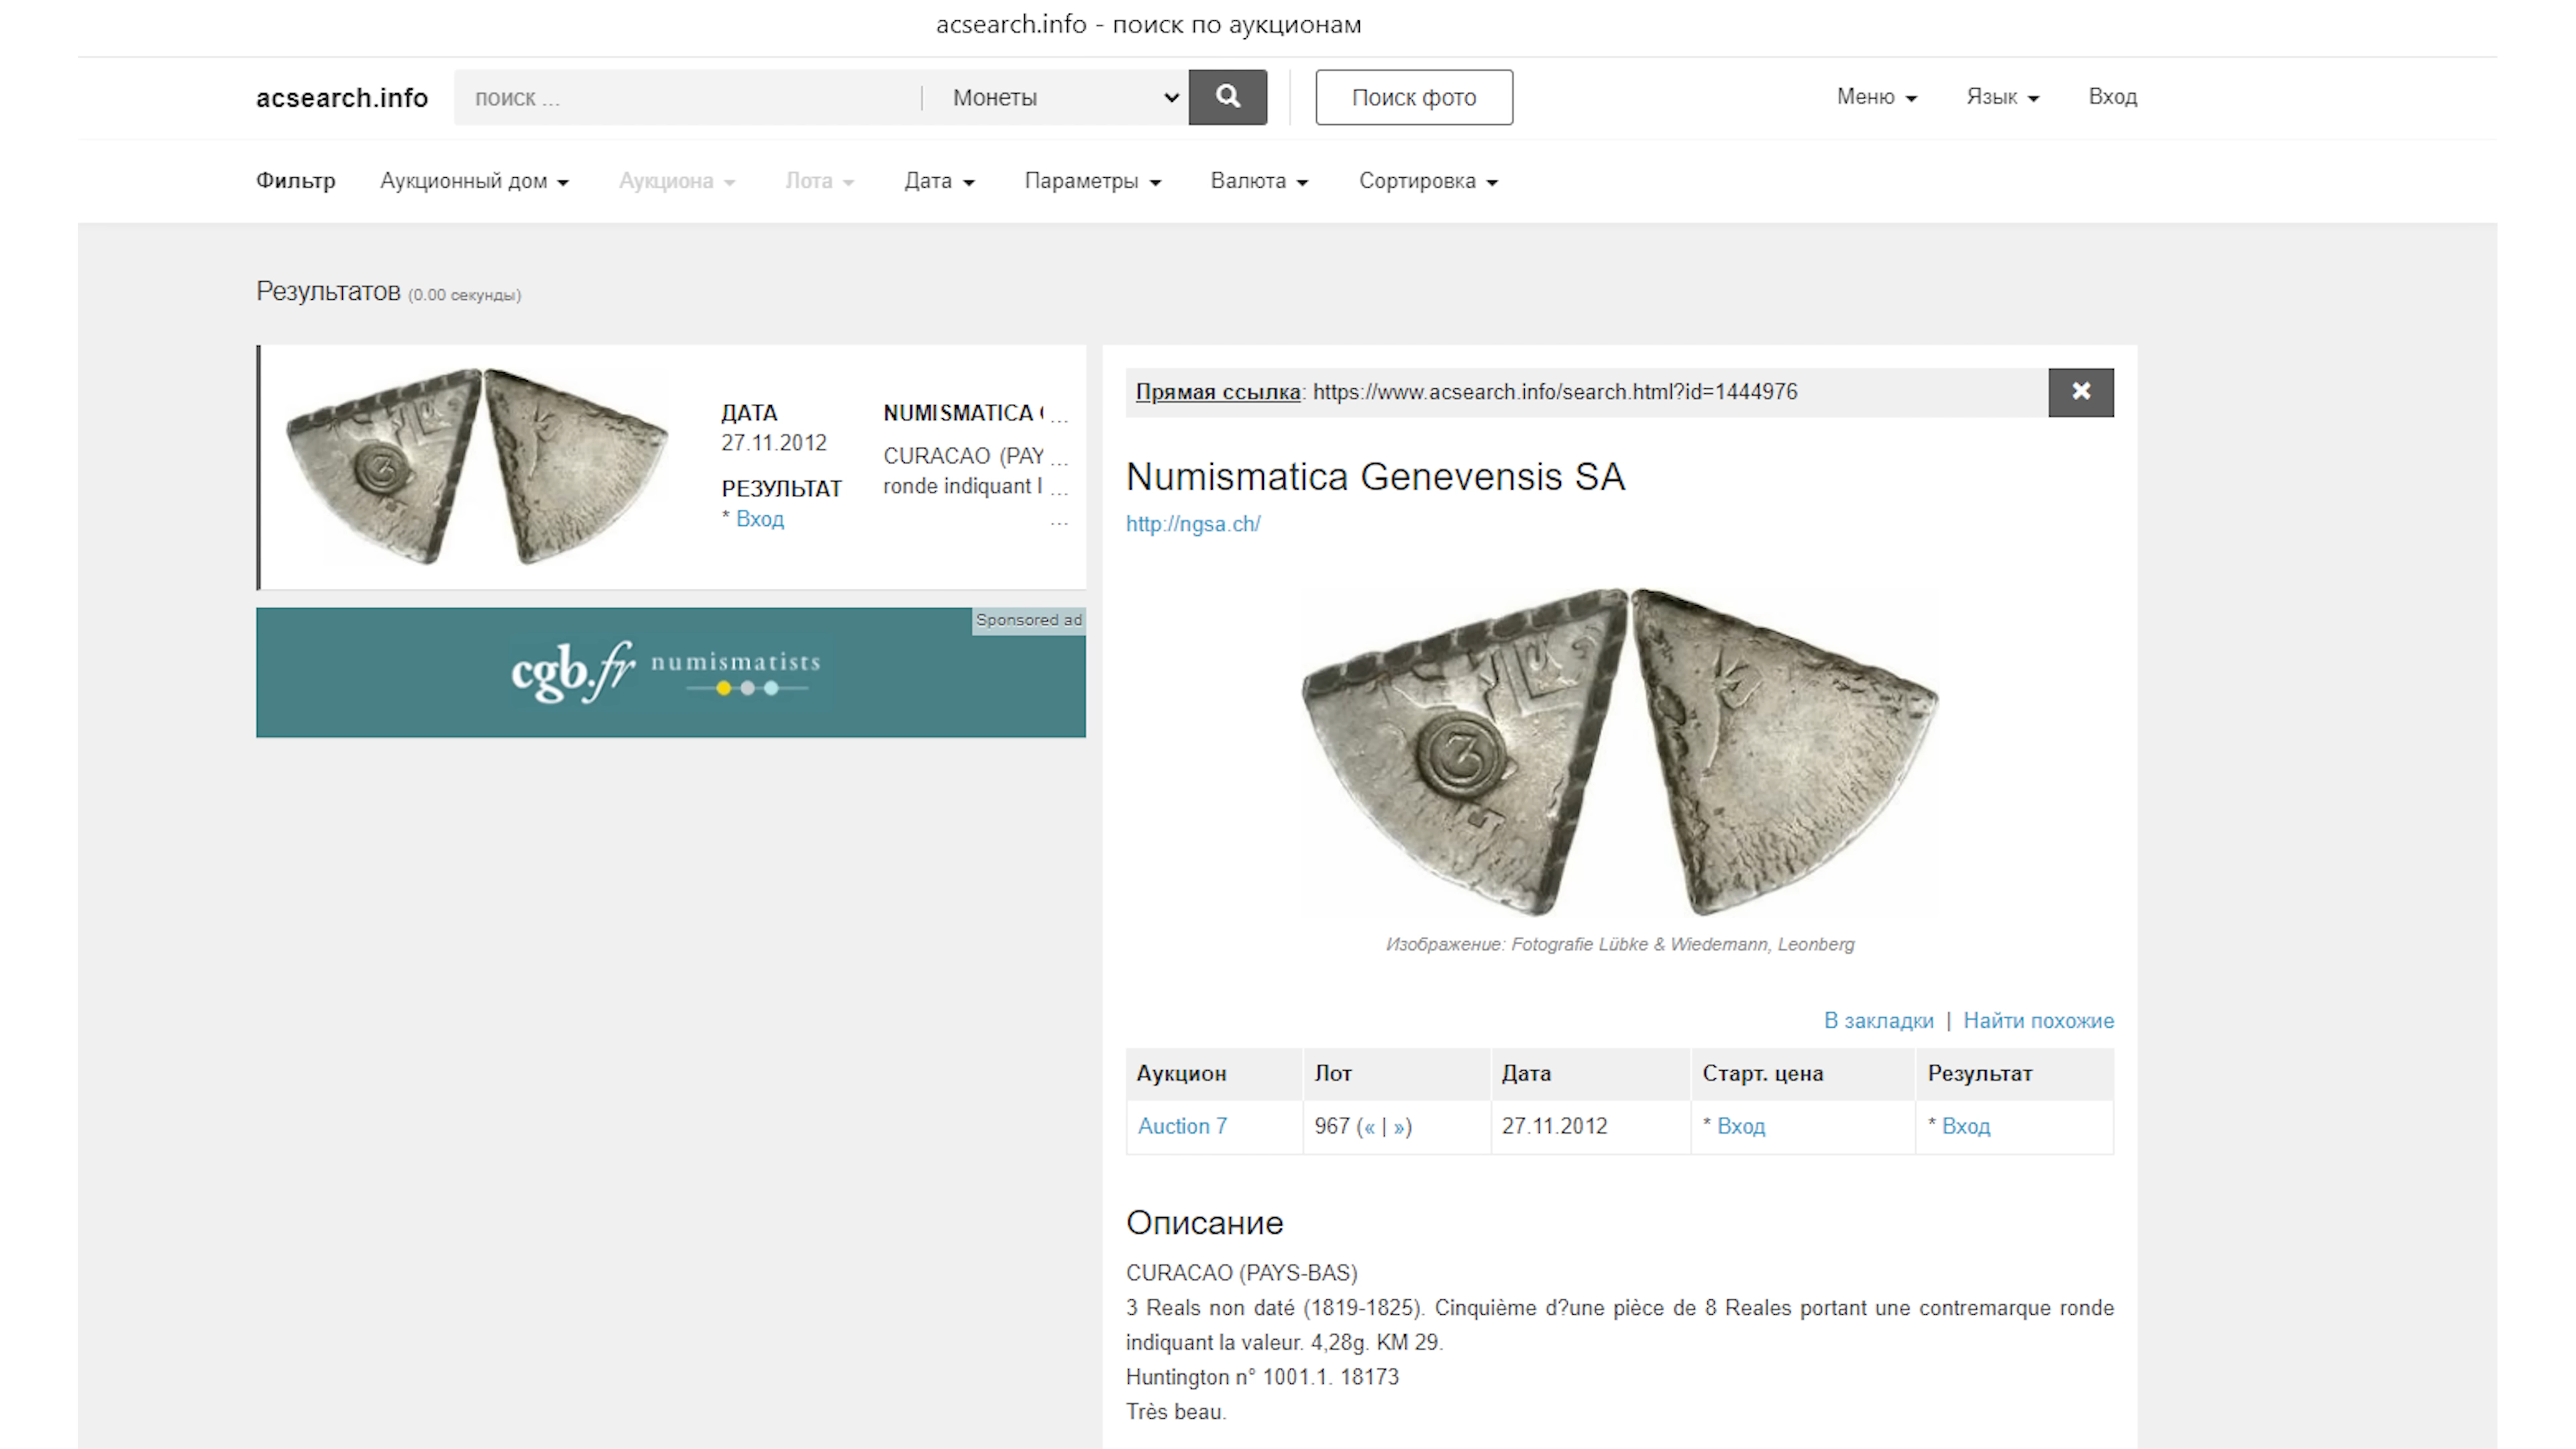 acsearch.info - поиск по аукционам
acsearch.info поиск ... Монеты Поиск фото Меню Язык Вход
Фильтр Аукционный дом Аукциона Лота Дата Параметры Валюта Сортировка
Результатов (0.00 секунды)
ДАТА
27.11.2012
РЕЗУЛЬТАТ
* Вход
NUMISMATICA ...
CURACAO (PAY ...
ronde indiquant l ...
...
3
Sponsored ad
cgb.fr numismatists
Прямая ссылка: https://www.acsearch.info/search.html?id=1444976
Numismatica Genevensis SA
http://ngsa.ch/
3
Изображение: Fotografie Lübke & Wiedemann, Leonberg
В закладки | Найти похожие
Аукцион Лот Дата Старт. цена Результат
Auction 7 967 (« | ») 27.11.2012 * Вход * Вход
Описание
CURACAO (PAYS-BAS)
3 Reals non daté (1819-1825). Cinquième d?une pièce de 8 Reales portant une contremarque ronde
indiquant la valeur. 4,28g. KM 29.
Huntington n° 1001.1. 18173
Très beau.